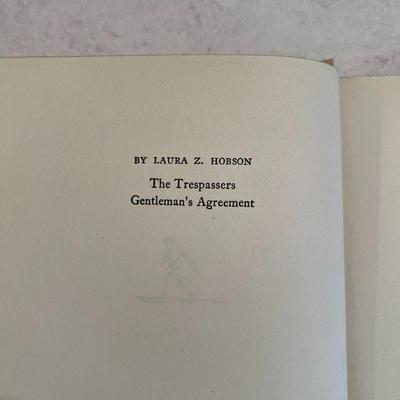 BY LAURA Z. HOBSON
The Trespassers
Gentleman's Agreement